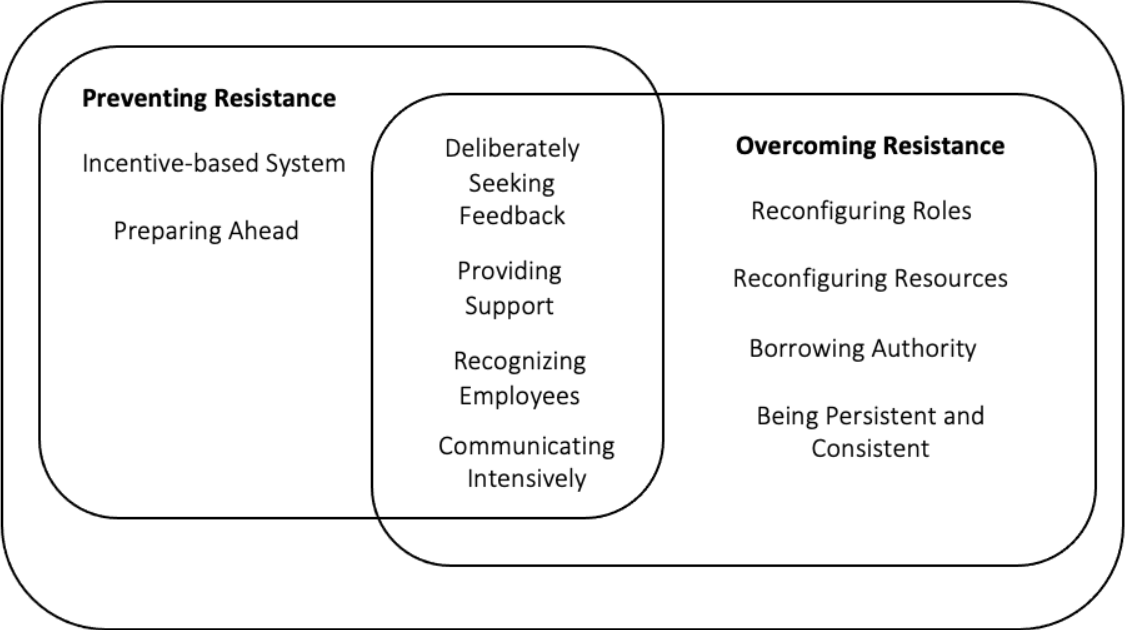 Preventing Resistance
Incentive-based System
Preparing Ahead
Deliberately
Seeking
Feedback
Providing
Support
Recognizing
Employees
Communicating
Intensively
Overcoming Resistance
Reconfiguring Roles
Reconfiguring Resources
Borrowing Authority
Being Persistent and
Consistent